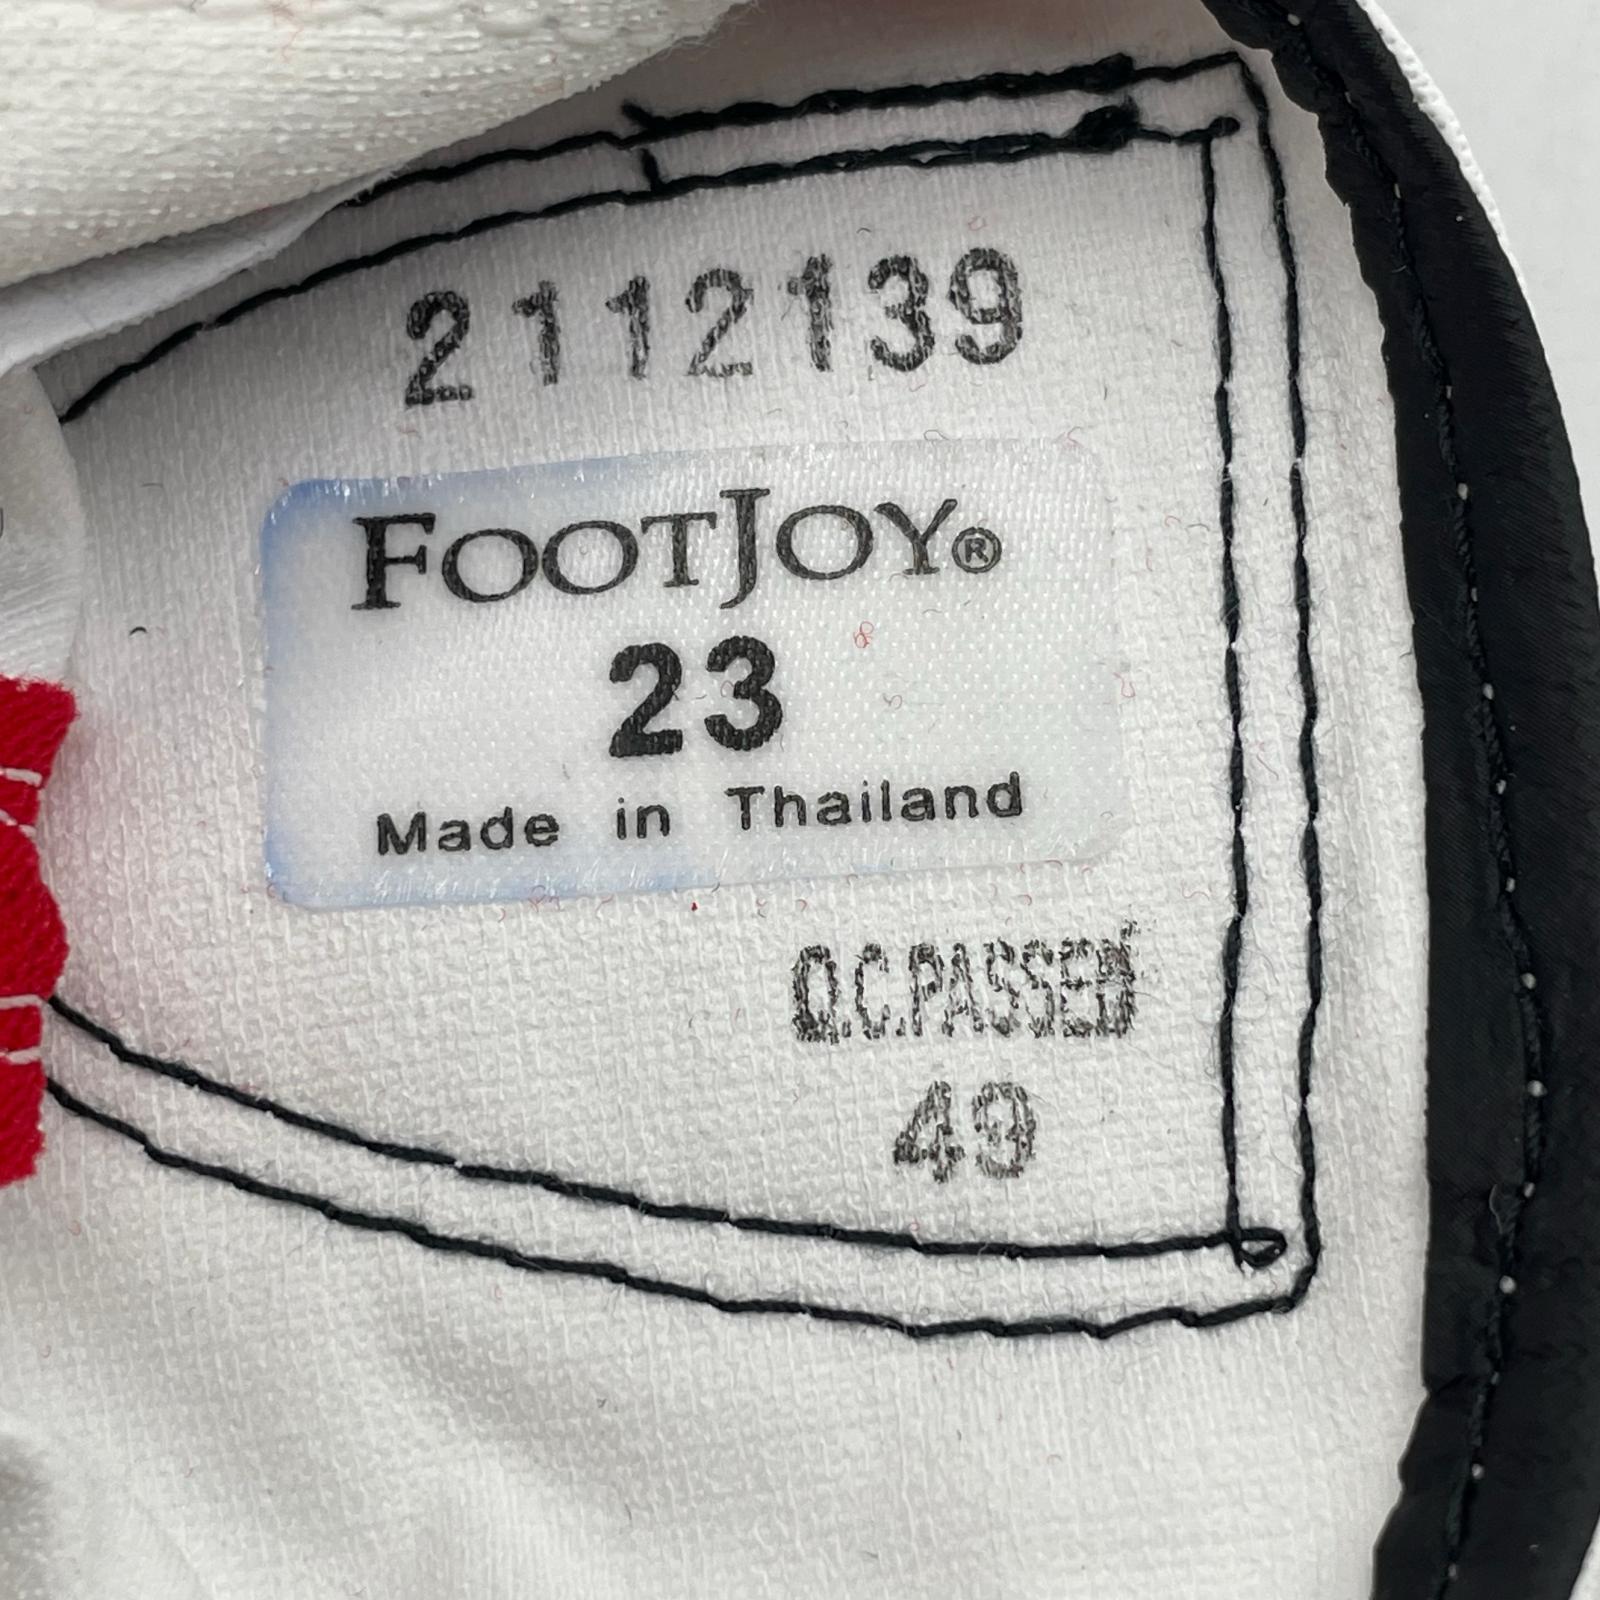 2112139
FOOTJOY®
23
Made in Thailand
Q.C.PASSED
49